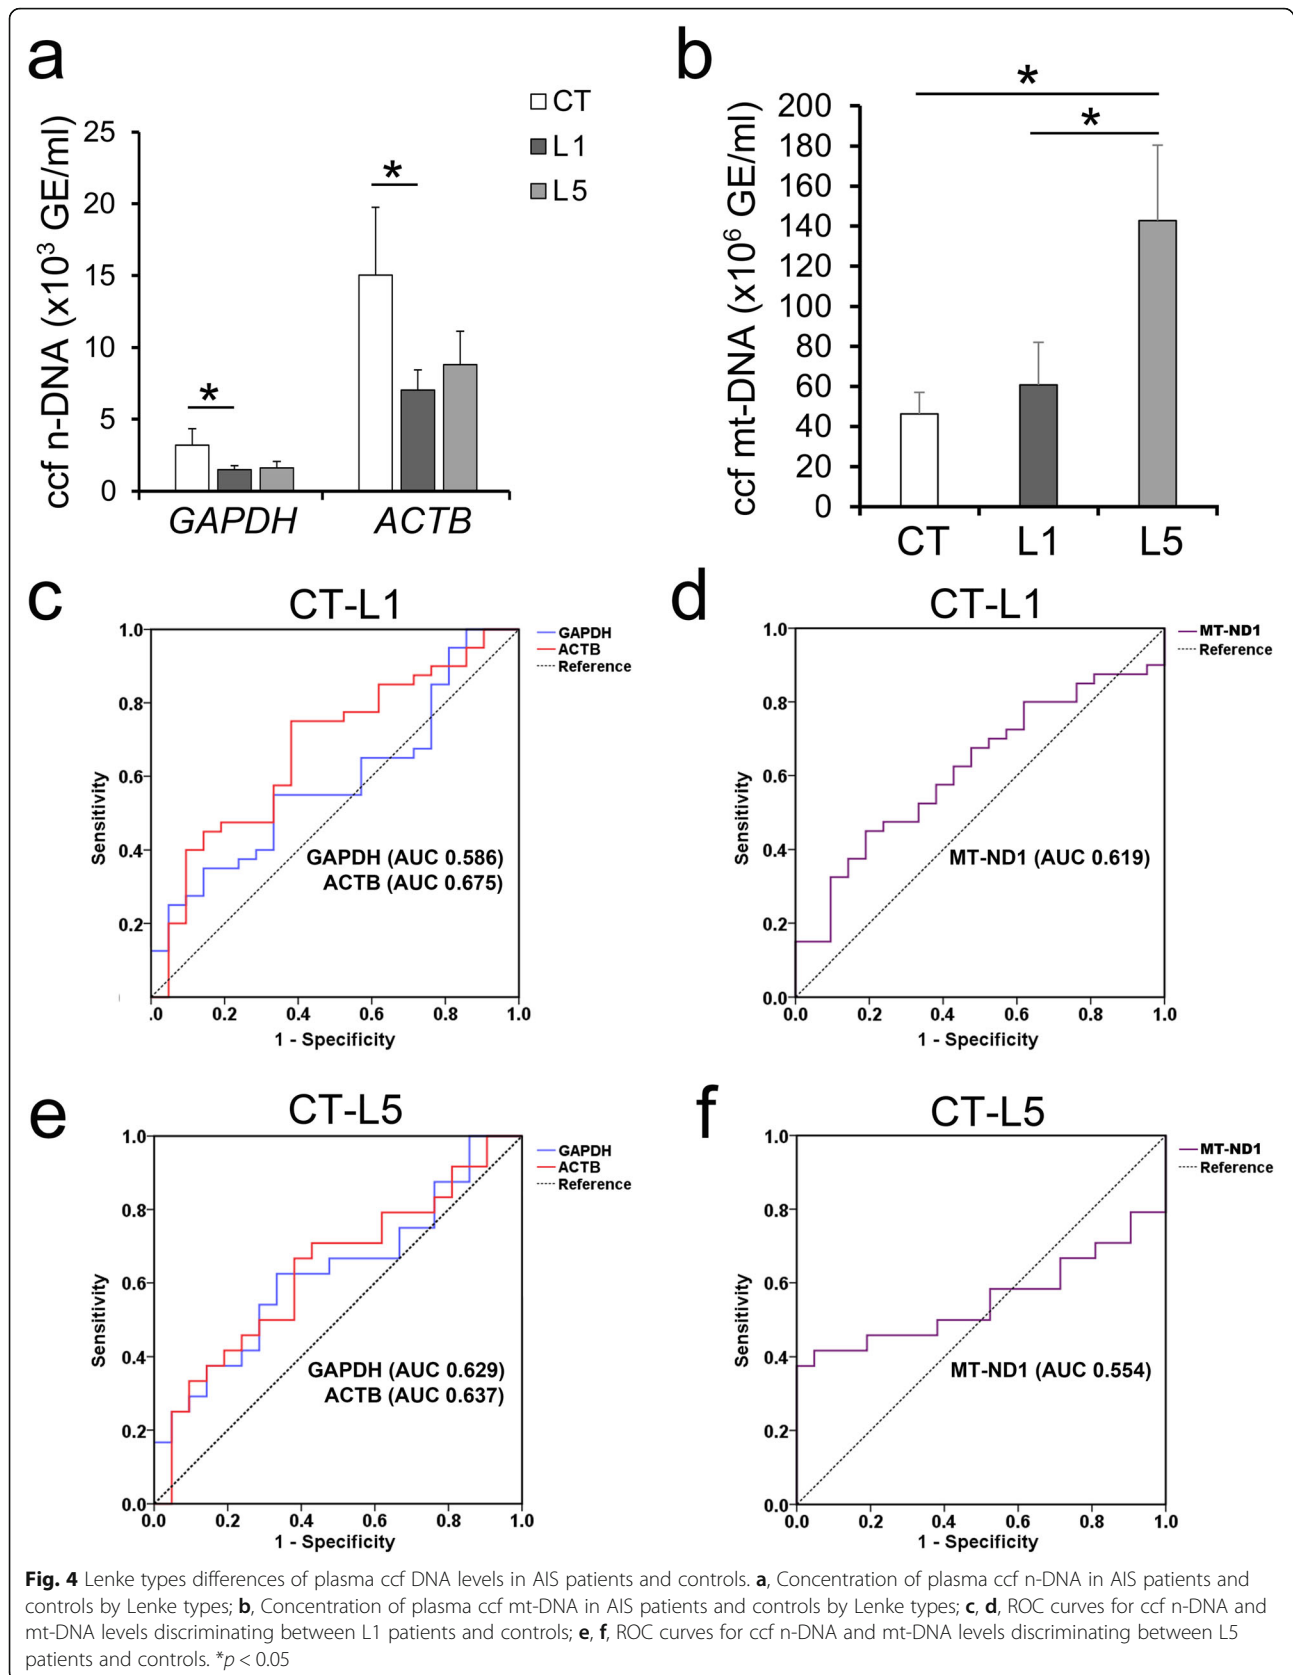 a
CT
L1
L5
25
20
15
10
5
0
ccf n-DNA (x10³ GE/ml)
*
*
GAPDH
ACTB
b
*
*
200
180
160
140
120
100
80
60
40
20
0
ccf mt-DNA (x10⁶ GE/ml)
CT
L1
L5
c
CT-L1
GAPDH
ACTB
Reference
1.0
0.8
0.6
0.4
0.2
Sensitivity
GAPDH (AUC 0.586)
ACTB (AUC 0.675)
.0 0.2 0.4 0.6 0.8 1.0
1 - Specificity
d
CT-L1
MT-ND1
Reference
1.0
0.8
0.6
0.4
0.2
0.0
Sensitivity
MT-ND1 (AUC 0.619)
0.0 0.2 0.4 0.6 0.8 1.0
1 - Specificity
e
CT-L5
GAPDH
ACTB
Reference
1.0
0.8
0.6
0.4
0.2
0.0
Sensitivity
GAPDH (AUC 0.629)
ACTB (AUC 0.637)
0.0 0.2 0.4 0.6 0.8 1.0
1 - Specificity
f
CT-L5
MT-ND1
Reference
1.0
0.8
0.6
0.4
0.2
0.0
Sensitivity
MT-ND1 (AUC 0.554)
0.0 0.2 0.4 0.6 0.8 1.0
1 - Specificity
Fig. 4 Lenke types differences of plasma ccf DNA levels in AIS patients and controls. a, Concentration of plasma ccf n-DNA in AIS patients and
controls by Lenke types; b, Concentration of plasma ccf mt-DNA in AIS patients and controls by Lenke types; c, d, ROC curves for ccf n-DNA and
mt-DNA levels discriminating between L1 patients and controls; e, f, ROC curves for ccf n-DNA and mt-DNA levels discriminating between L5
patients and controls. *p < 0.05